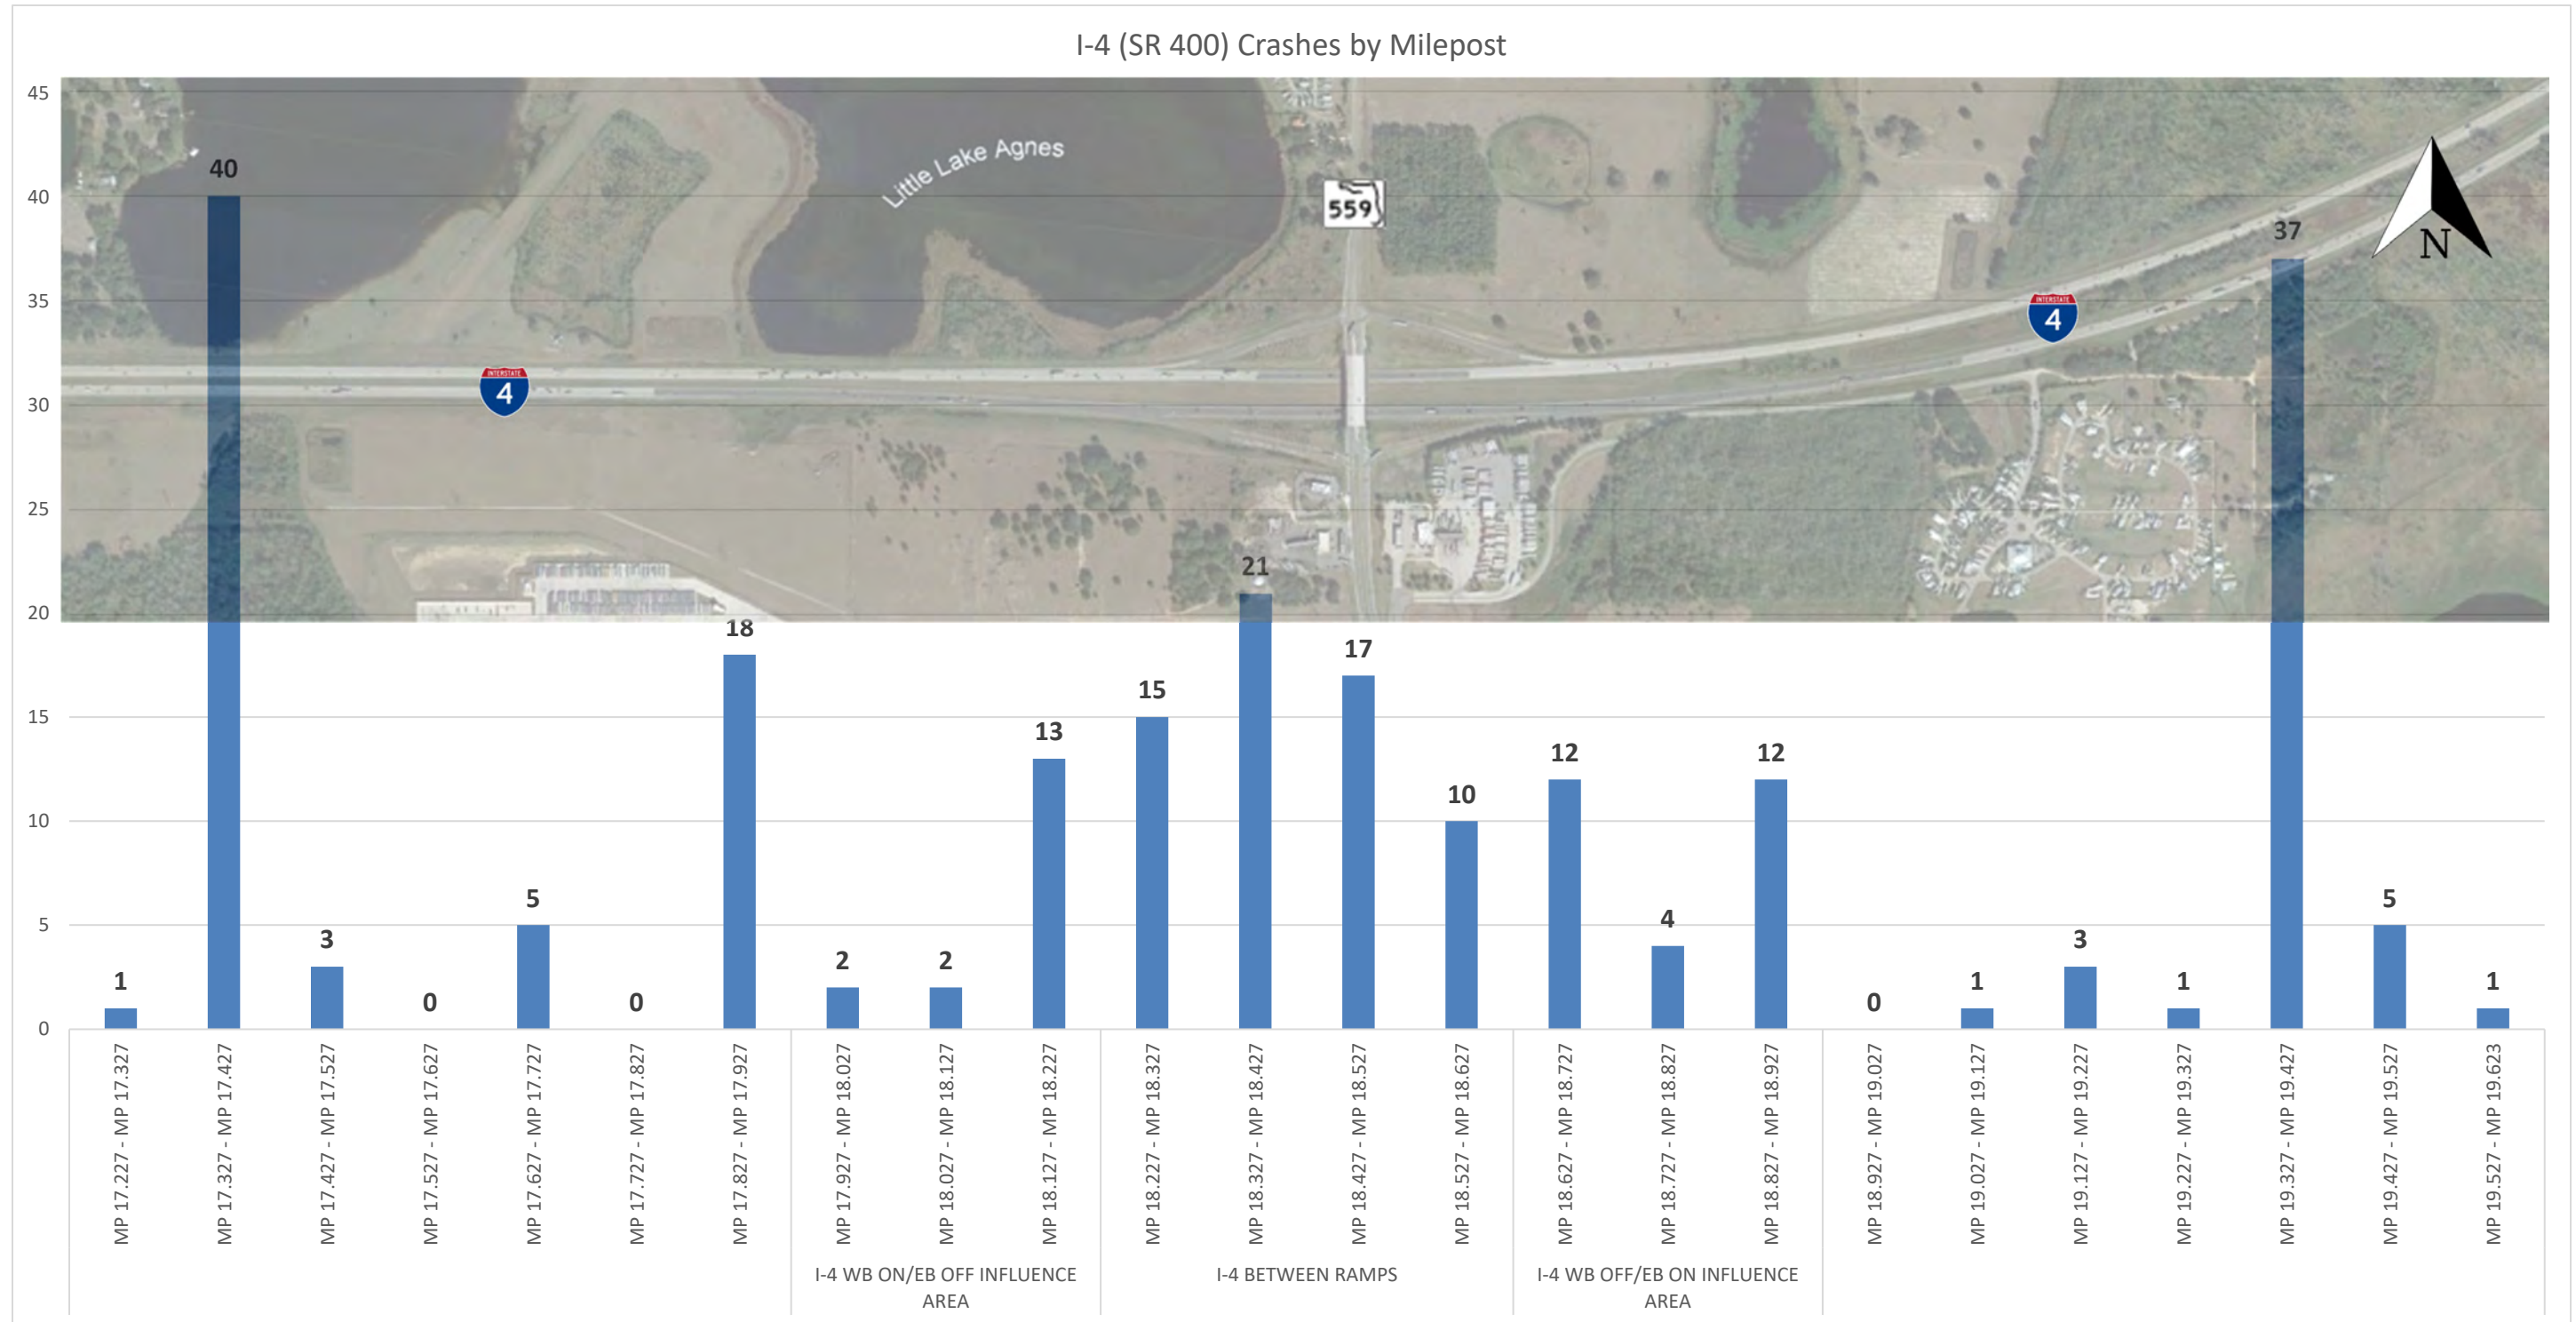 I-4 (SR 400) Crashes by Milepost
45
40
35
30
25
20
15
10
5
0
Little Lake Agnes
559
INTERSTATE
4
INTERSTATE
4
N
1
40
3
0
5
0
18
2
2
13
15
21
17
10
12
4
12
0
1
3
1
37
5
1
MP 17.227 - MP 17.327
MP 17.327 - MP 17.427
MP 17.427 - MP 17.527
MP 17.527 - MP 17.627
MP 17.627 - MP 17.727
MP 17.727 - MP 17.827
MP 17.827 - MP 17.927
MP 17.927 - MP 18.027
MP 18.027 - MP 18.127
MP 18.127 - MP 18.227
MP 18.227 - MP 18.327
MP 18.327 - MP 18.427
MP 18.427 - MP 18.527
MP 18.527 - MP 18.627
MP 18.627 - MP 18.727
MP 18.727 - MP 18.827
MP 18.827 - MP 18.927
MP 18.927 - MP 19.027
MP 19.027 - MP 19.127
MP 19.127 - MP 19.227
MP 19.227 - MP 19.327
MP 19.327 - MP 19.427
MP 19.427 - MP 19.527
MP 19.527 - MP 19.623
I-4 WB ON/EB OFF INFLUENCE
AREA
I-4 BETWEEN RAMPS
I-4 WB OFF/EB ON INFLUENCE
AREA